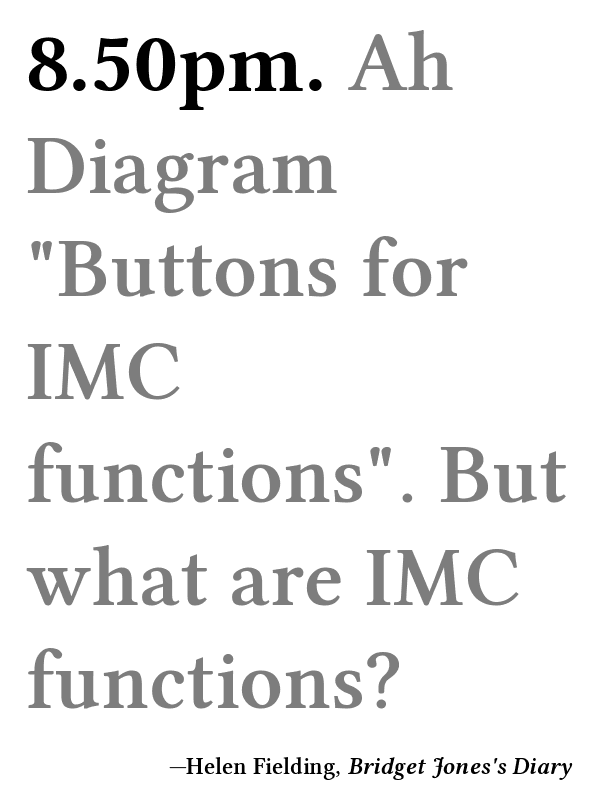 8.50pm. Ah
Diagram
"Buttons for
IMC
functions". But
what are IMC
functions?
—Helen Fielding, Bridget Jones's Diary